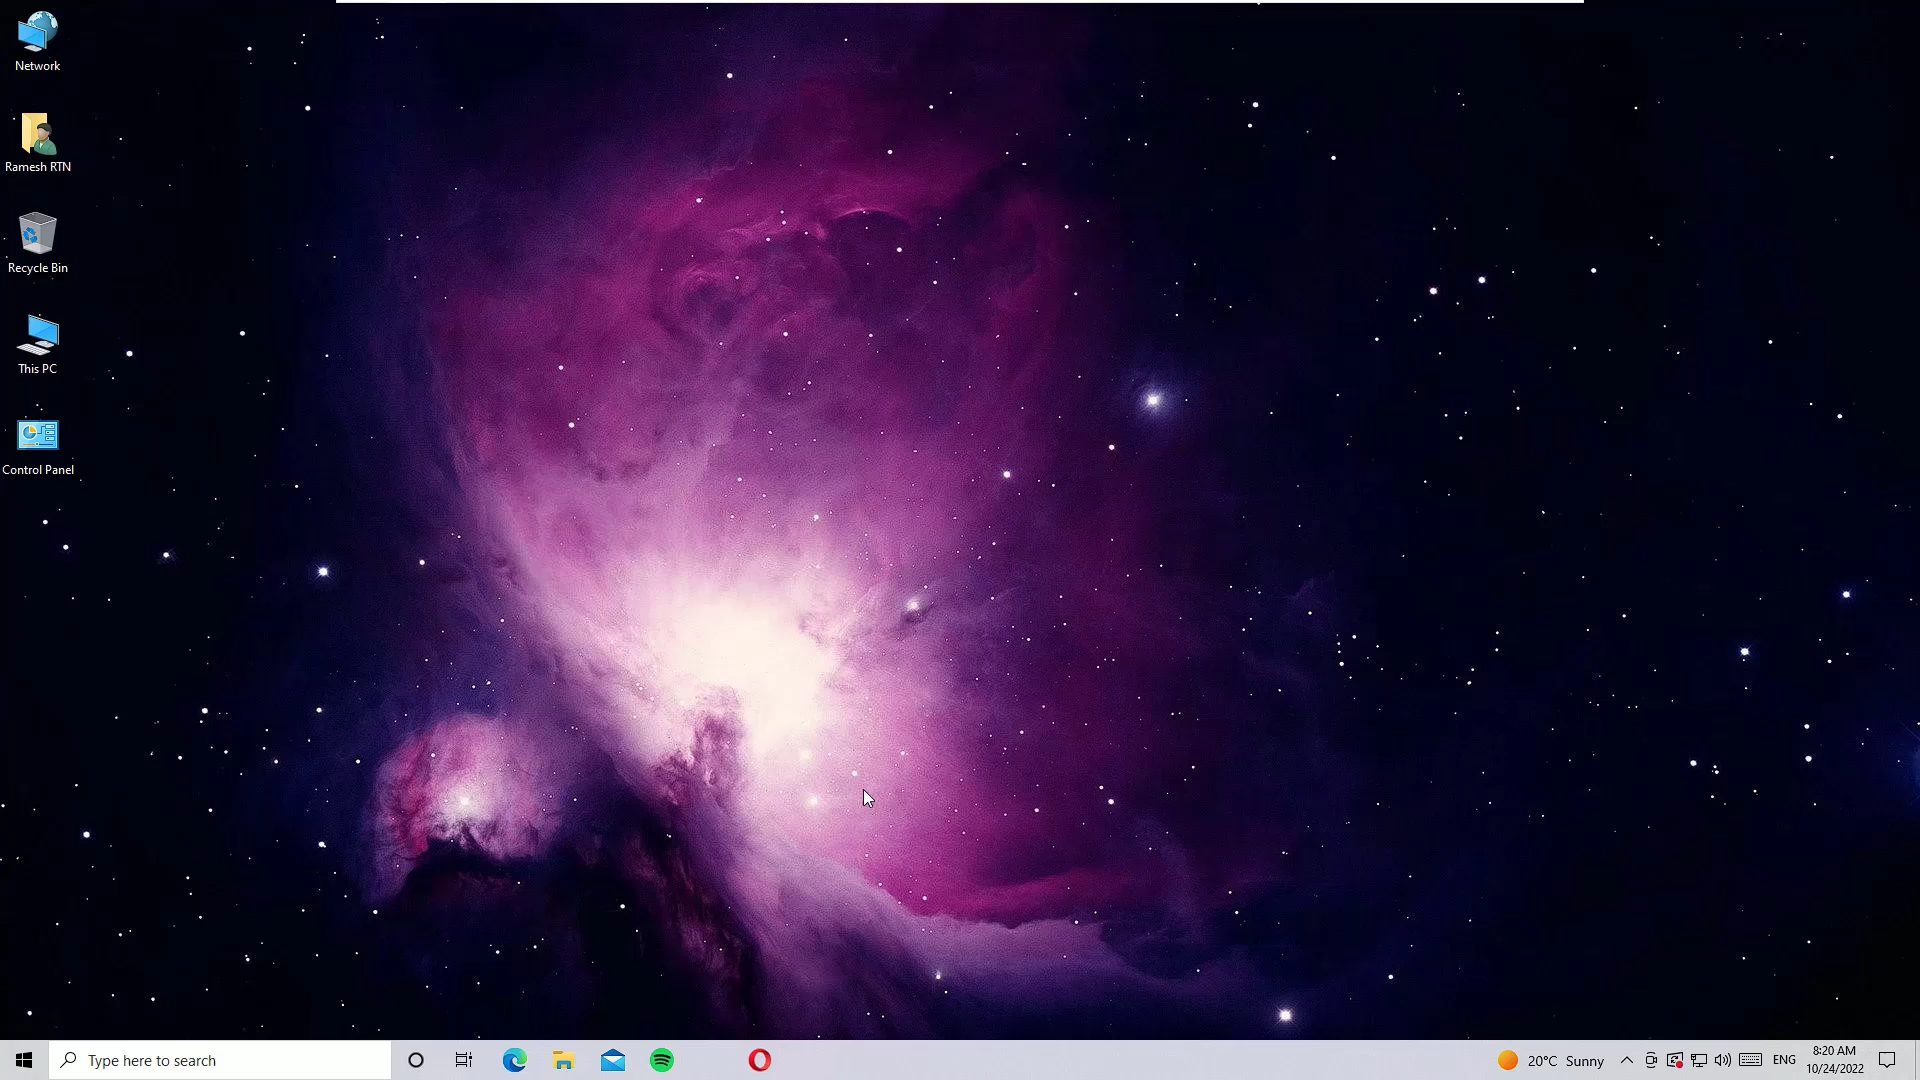 Network
Ramesh RTN
Recycle Bin
This PC
Control Panel
Type here to search
20°C Sunny
ENG
8:20 AM
10/24/2022